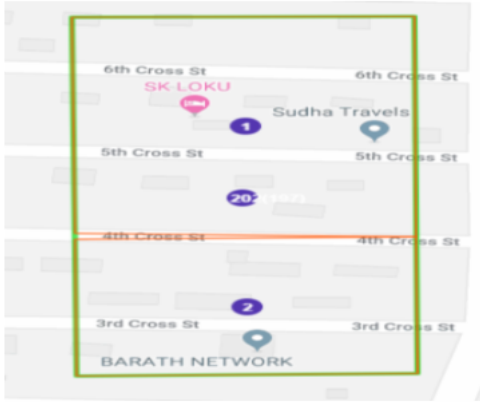 6th Cross St 6th Cross St
SK LOKU
Sudha Travels
1
5th Cross St 5th Cross St
202
4th Cross St 4th Cross St
2
3rd Cross St 3rd Cross St
BARATH NETWORK